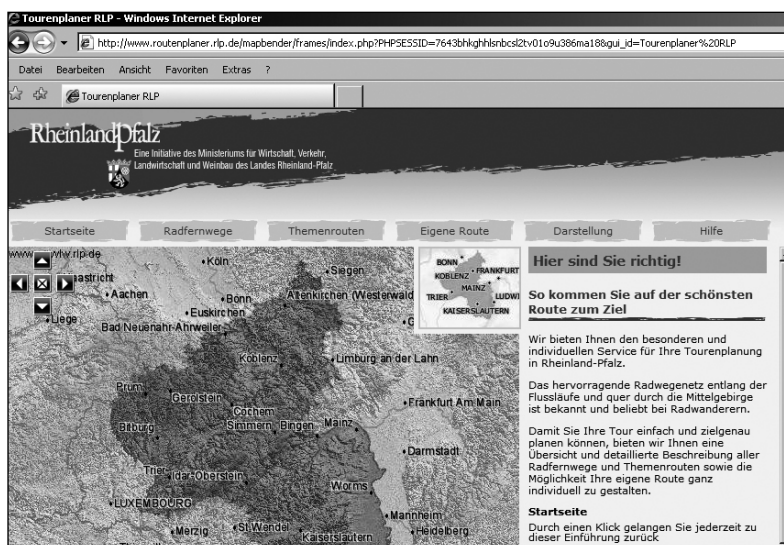 Tourenplaner RLP - Windows Internet Explorer
http://www.routenplaner.rlp.de/mapbender/frames/index.php?PHPSESSID=7643bhkghhlsnbcsl2tv01o9u386ma18&gui_id=Tourenplaner%20RLP
Datei Bearbeiten Ansicht Favoriten Extras ?
Tourenplaner RLP
RheinlandPfalz
Eine Initiative des Ministeriums für Wirtschaft, Verkehr,
Landwirtschaft und Weinbau des Landes Rheinland-Pfalz
Startseite Radfernwege Themenrouten Eigene Route Darstellung Hilfe
Köln
Siegen
Aachen
Bonn
Altenkirchen (Westerwald
Liege
Euskirchen
Bad Neuenahr-Ahrweiler
Koblenz
Limburg an der Lahn
Prüm
Gerolstein
Frankfurt Am Main
Cochem
Bitburg
Simmern Bingen Mainz
Darmstadt
Trier
Idar-Oberstein
Worms
LUXEMBOURG
Mannheim
Merzig
St-Wendel
Heidelberg
Kaiserslautern
BONN
KOBLENZ
FRANKFURT
MAINZ
TRIER
LUDWI
KAISERSLAUTERN
Hier sind Sie richtig!
So kommen Sie auf der schönsten
Route zum Ziel
Wir bieten Ihnen den besonderen und
individuellen Service für Ihre Tourenplanung
in Rheinland-Pfalz.
Das hervorragende Radwegenetz entlang der
Flussläufe und quer durch die Mittelgebirge
ist bekannt und beliebt bei Radwanderern.
Damit Sie Ihre Tour einfach und zielgenau
planen können, bieten wir Ihnen eine
Übersicht und detaillierte Beschreibung aller
Radfernwege und Themenrouten sowie die
Möglichkeit Ihre eigene Route ganz
individuell zu gestalten.
Startseite
Durch einen Klick gelangen Sie jederzeit zu
dieser Einführung zurück